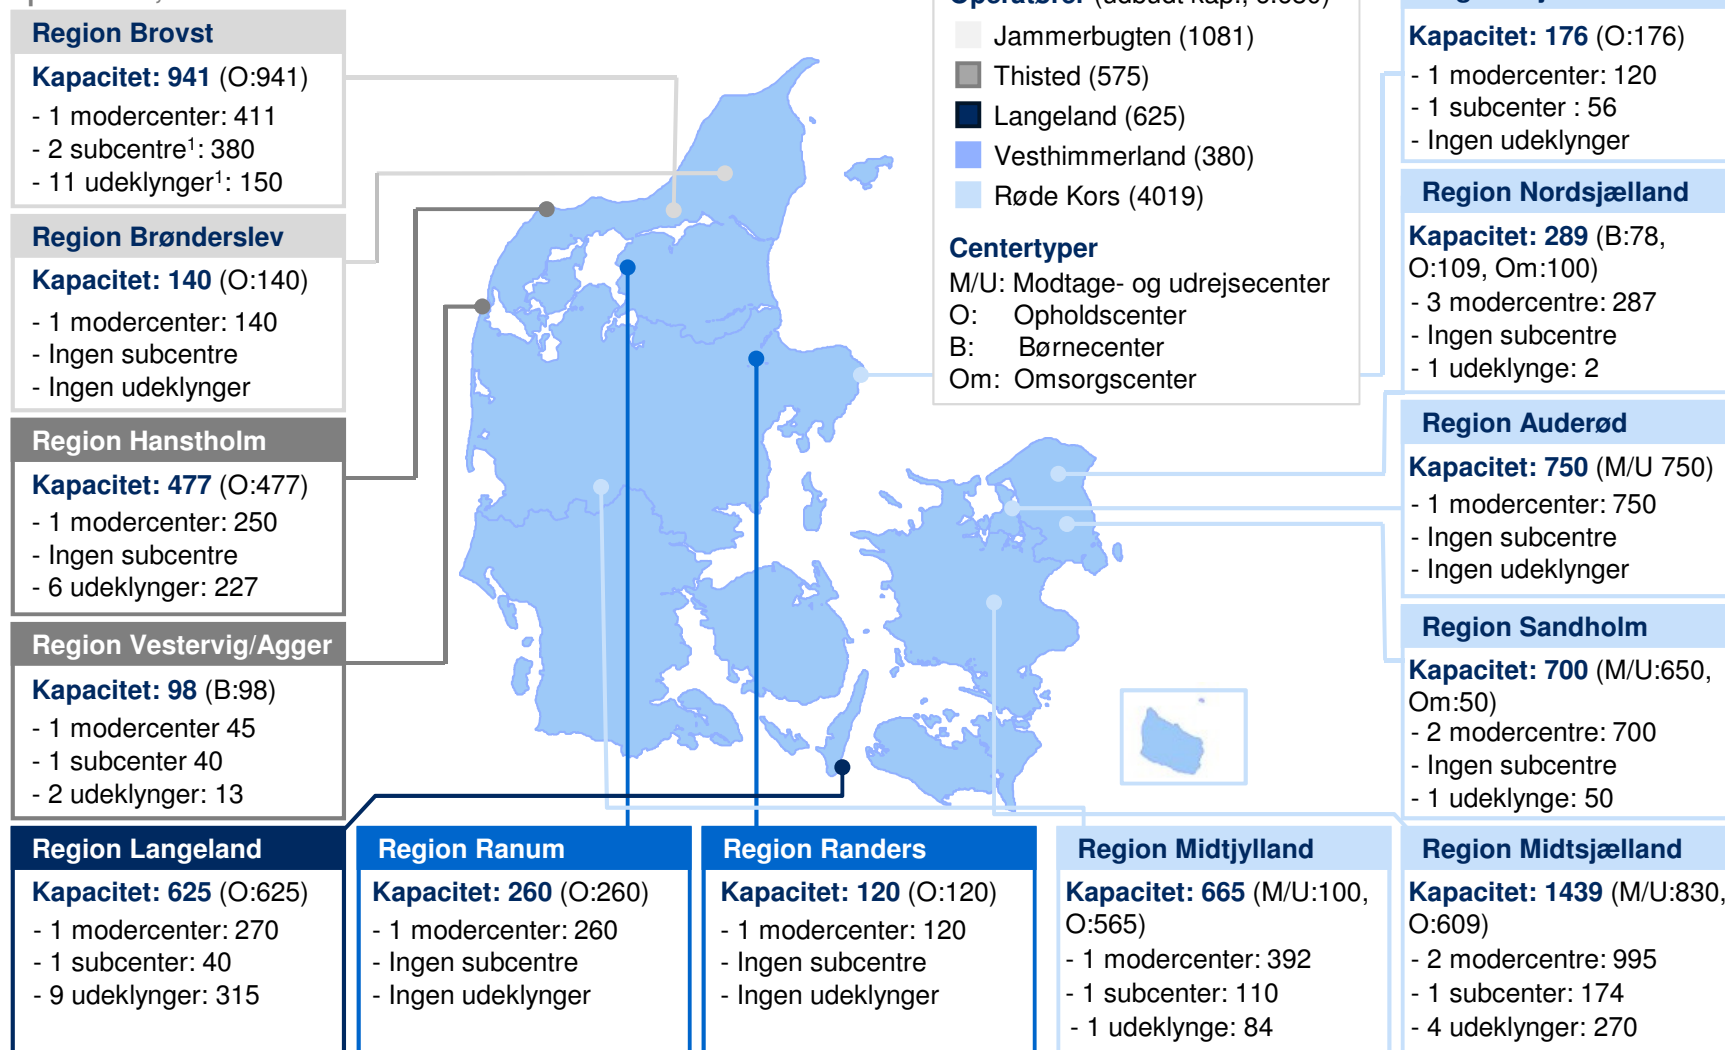 Region Brovst
Kapacitet: 941 (O:941)
- 1 modercenter: 411
- 2 subcentre¹: 380
- 11 udeklynger¹: 150
Region Brønderslev
Kapacitet: 140 (O:140)
- 1 modercenter: 140
- Ingen subcentre
- Ingen udeklynger
Region Hanstholm
Kapacitet: 477 (O:477)
- 1 modercenter: 250
- Ingen subcentre
- 6 udeklynger: 227
Region Vestervig/Agger
Kapacitet: 98 (B:98)
- 1 modercenter 45
- 1 subcenter 40
- 2 udeklynger: 13
Region Langeland
Kapacitet: 625 (O:625)
- 1 modercenter: 270
- 1 subcenter: 40
- 9 udeklynger: 315
Region Ranum
Kapacitet: 260 (O:260)
- 1 modercenter: 260
- Ingen subcentre
- Ingen udeklynger
Region Randers
Kapacitet: 120 (O:120)
- 1 modercenter: 120
- Ingen subcentre
- Ingen udeklynger
Region Midtjylland
Kapacitet: 665 (M/U:100,
O:565)
- 1 modercenter: 392
- 1 subcenter: 110
- 1 udeklynge: 84
Region Midtsjælland
Kapacitet: 1439 (M/U:830,
O:609)
- 2 modercentre: 995
- 1 subcenter: 174
- 4 udeklynger: 270
Operatører (udbudt kap.,
Jammerbugten (1081)
Thisted (575)
Langeland (625)
Vesthimmerland (380)
Røde Kors (4019)
Centertyper
M/U: Modtage- og udrejsecenter
O: Opholdscenter
B: Børnecenter
Om: Omsorgscenter
Kapacitet: 176 (O:176)
- 1 modercenter: 120
- 1 subcenter : 56
- Ingen udeklynger
Region Nordsjælland
Kapacitet: 289 (B:78,
O:109, Om:100)
- 3 modercentre: 287
- Ingen subcentre
- 1 udeklynge: 2
Region Auderød
Kapacitet: 750 (M/U 750)
- 1 modercenter: 750
- Ingen subcentre
- Ingen udeklynger
Region Sandholm
Kapacitet: 700 (M/U:650,
Om:50)
- 2 modercentre: 700
- Ingen subcentre
- 1 udeklynge: 50